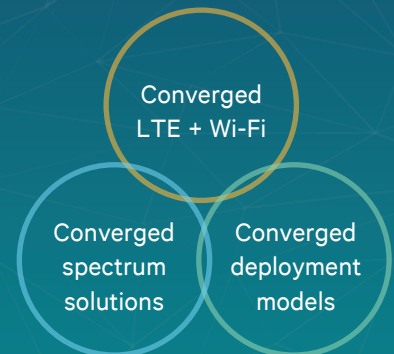 Converged
LTE + Wi-Fi
Converged
spectrum
solutions
Converged
deployment
models